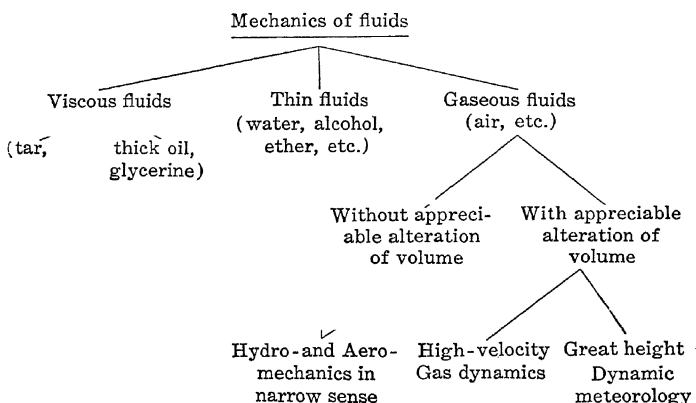 Mechanics of fluids
Viscous fluids
(tar, thick oil,
glycerine)
Thin fluids
(water, alcohol,
ether, etc.)
Gaseous fluids
(air, etc.)
Without appreci-
able alteration
of volume
With appreciable
alteration of
volume
Hydro-and Aero-
mechanics in
narrow sense
High-velocity
Gas dynamics
Great height
Dynamic
meteorology